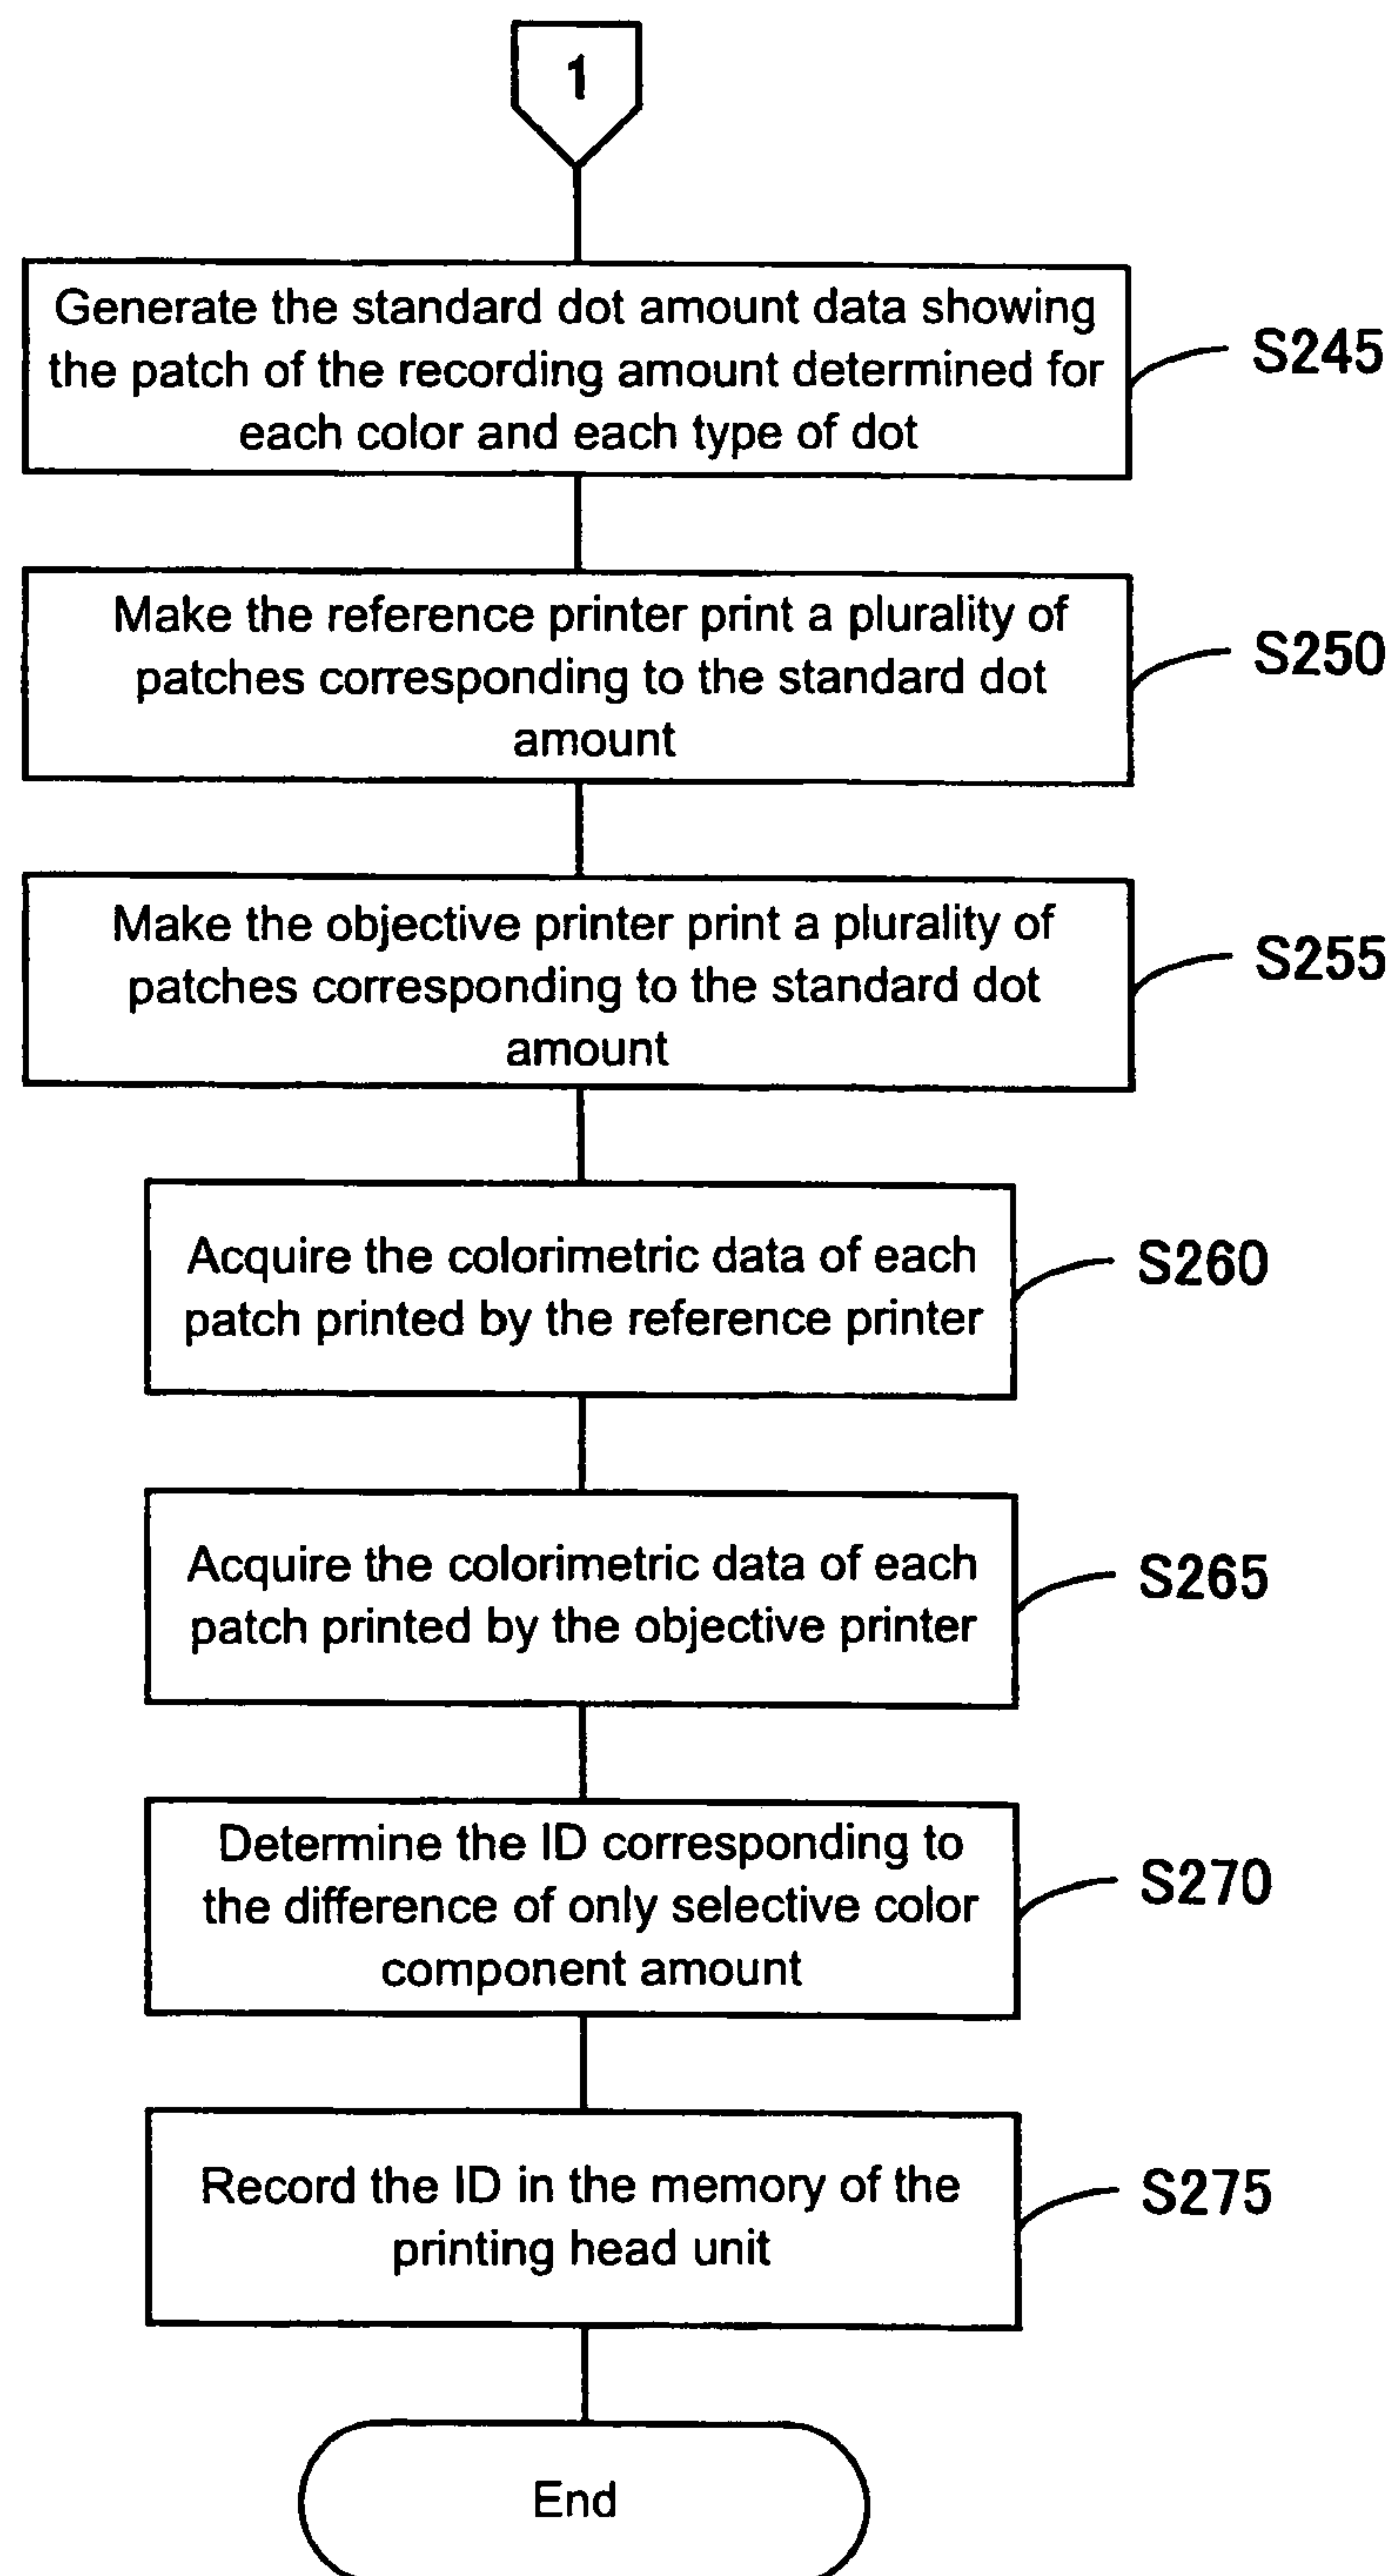 1
Generate the standard dot amount data showing
the patch of the recording amount determined for
each color and each type of dot
S245
Make the reference printer print a plurality of
patches corresponding to the standard dot
amount
S250
Make the objective printer print a plurality of
patches corresponding to the standard dot
amount
S255
Acquire the colorimetric data of each
patch printed by the reference printer
S260
Acquire the colorimetric data of each
patch printed by the objective printer
S265
Determine the ID corresponding to
the difference of only selective color
component amount
S270
Record the ID in the memory of the
printing head unit
S275
End